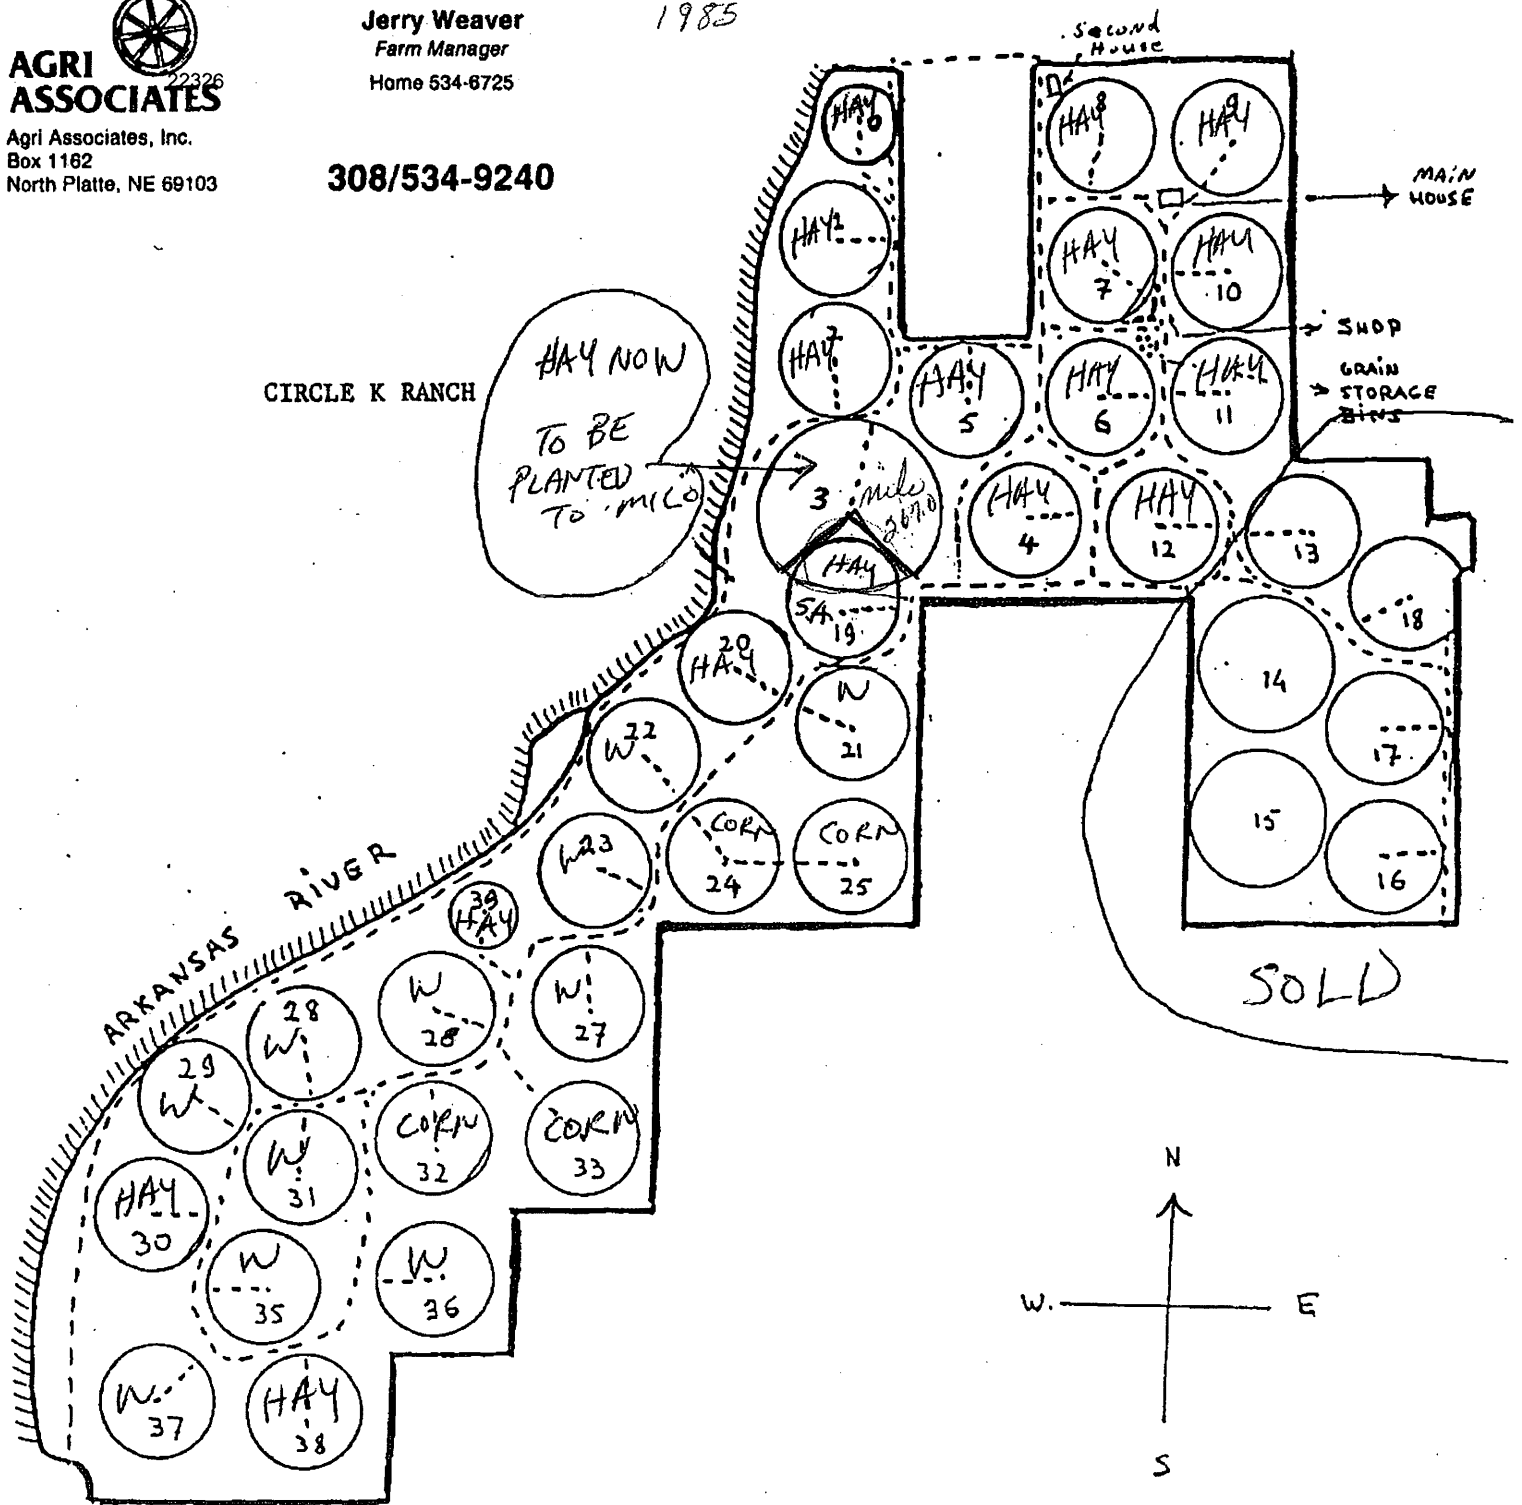 AGRI
22326
ASSOCIATES
Agri Associates, Inc.
Box 1162
North Platte, NE 69103
Jerry Weaver
Farm Manager
Home 534-6725
308/534-9240
1985
CIRCLE K RANCH
HAY NOW
TO BE
PLANTED
TO MILO
Second
House
MAIN
HOUSE
SHOP
GRAIN
STORAGE
BINS
HAY
0
HAY
8
HAY
9
HAY
HAY
7
HAY
10
HAY
HAY
5
HAY
6
HAY
11
3
milo
HAY
4
HAY
12
13
18
HAY
19
14
17
15
16
20
HAY
W
21
22
W
23
W
CORN
24
CORN
25
39
HAY
W
28
W
27
28
W
29
W
W
31
CORN
32
CORN
33
HAY
30
W
35
W
36
W
37
HAY
38
ARKANSAS RIVER
SOLD
N
W.
E
S